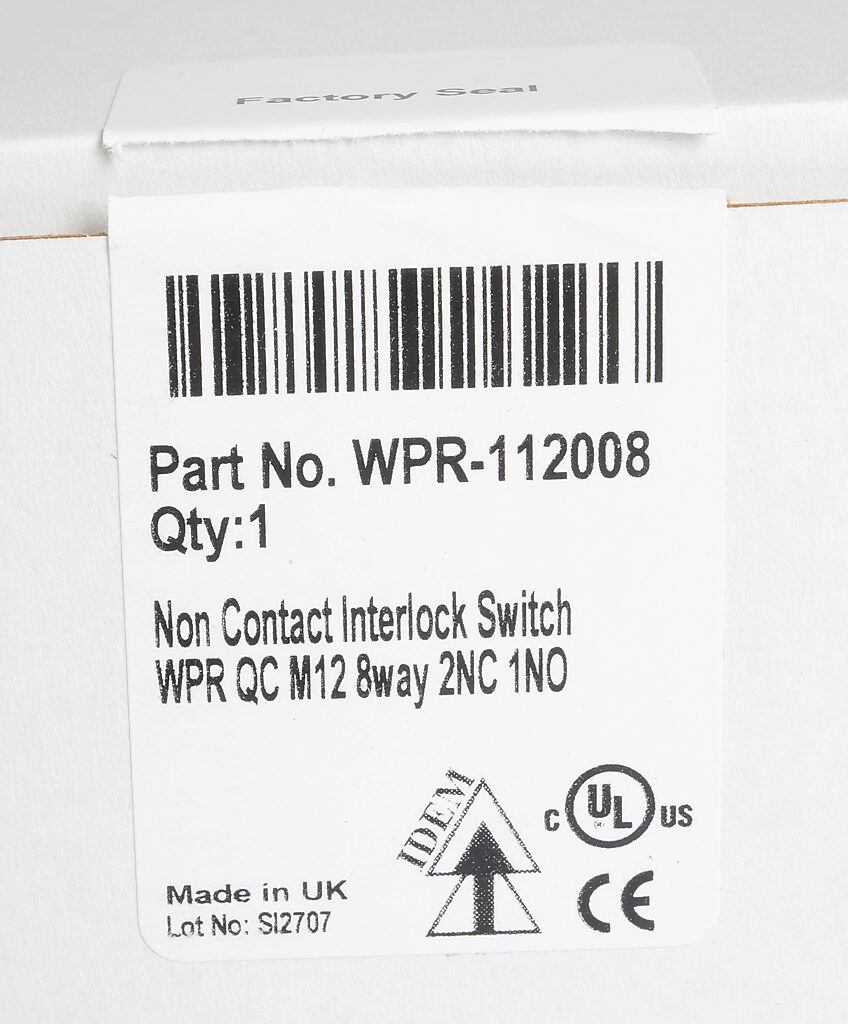 Factory Seal
Part No. WPR-112008
Qty:1
Non Contact Interlock Switch
WPR QC M12 8way 2NC 1NO
IDEM
C UL US
CE
Made in UK
Lot No: SI2707